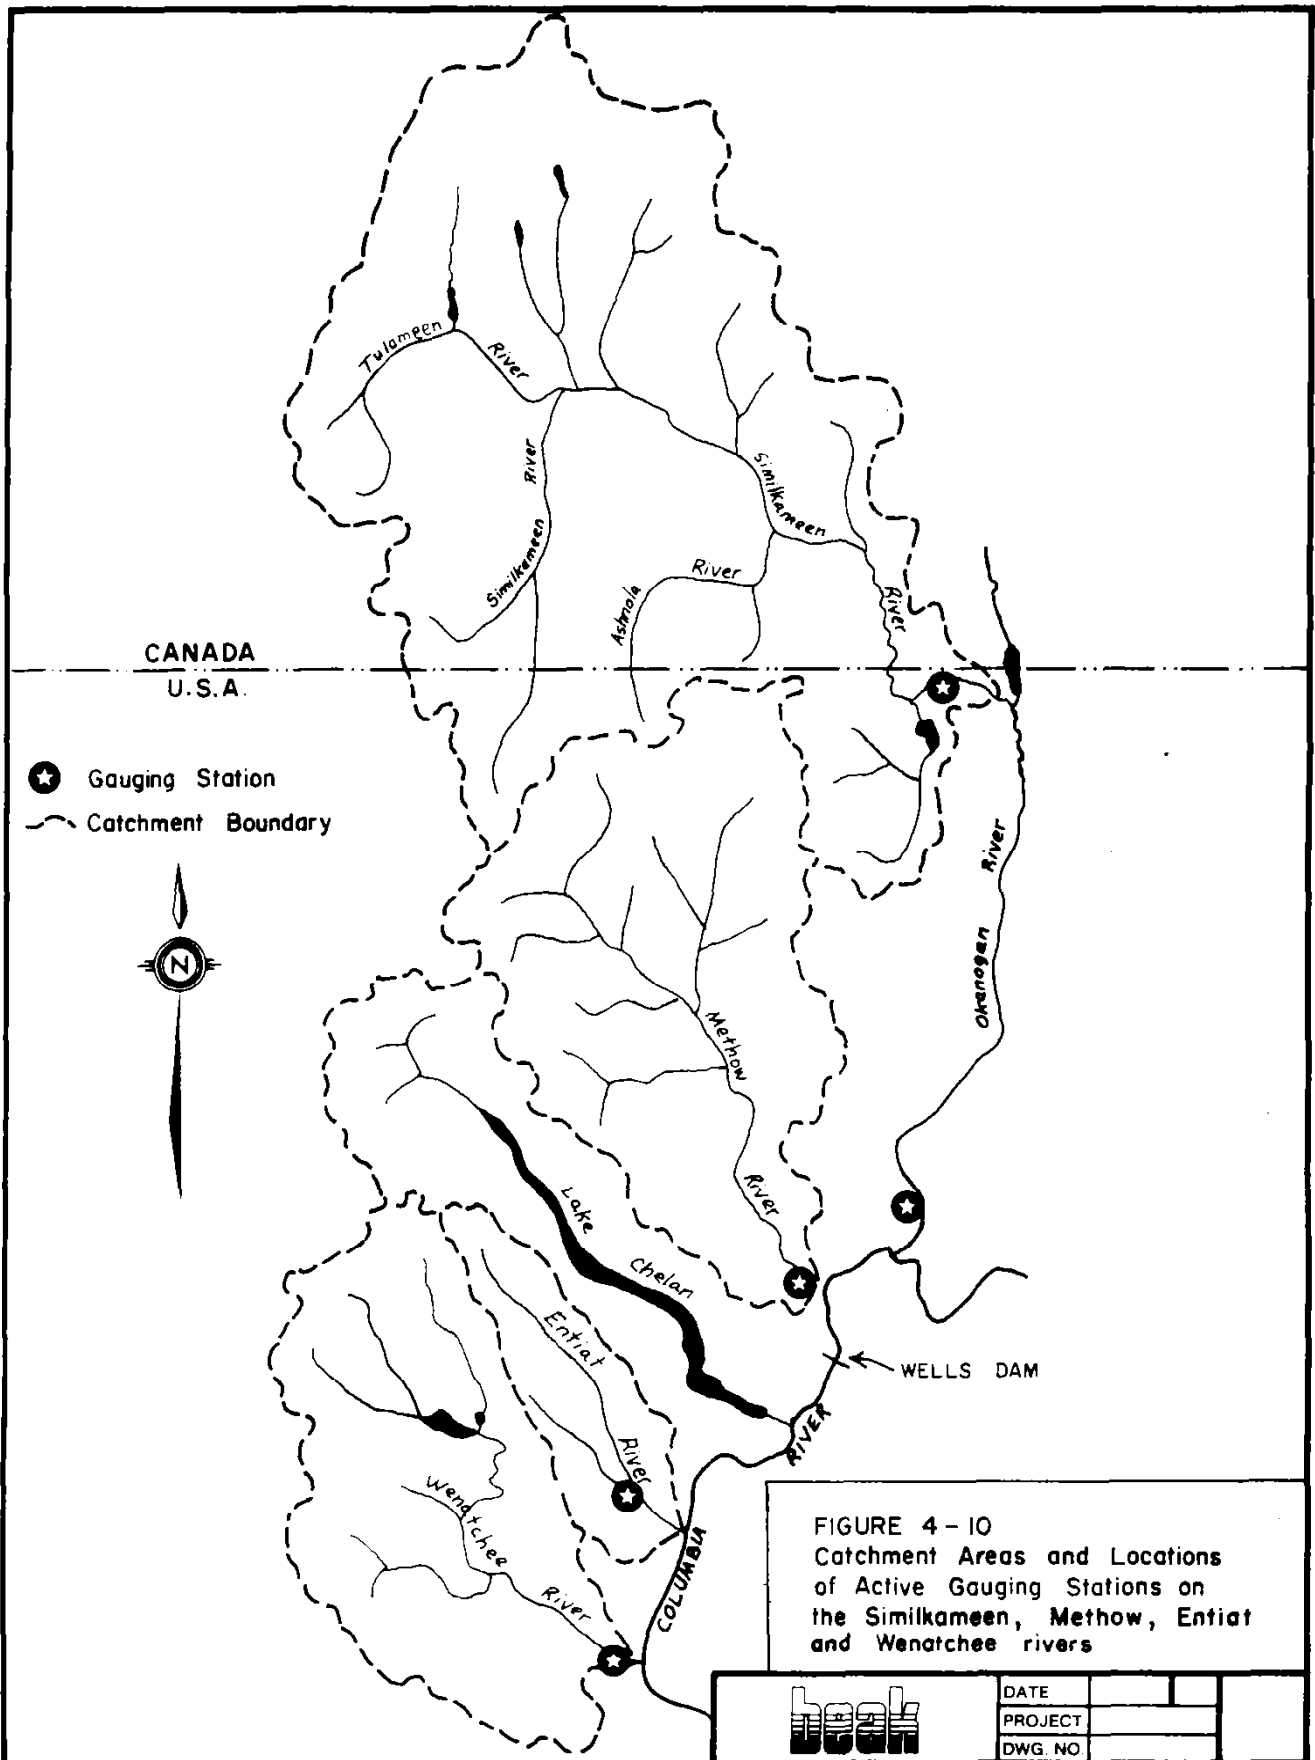 Tulameen
River
River
Similkameen
Similkameen
River
Ashnola
River
CANADA
U.S.A.
Gauging Station
Catchment Boundary
N
Okanogan River
Methow
River
Lake
Chelan
Entiat
River
WELLS DAM
Wenatchee
River
COLUMBIA
RIVER
FIGURE 4-10
Catchment Areas and Locations
of Active Gauging Stations on
the Similkameen, Methow, Entiat
and Wenatchee rivers
beak
DATE
PROJECT
DWG. NO.